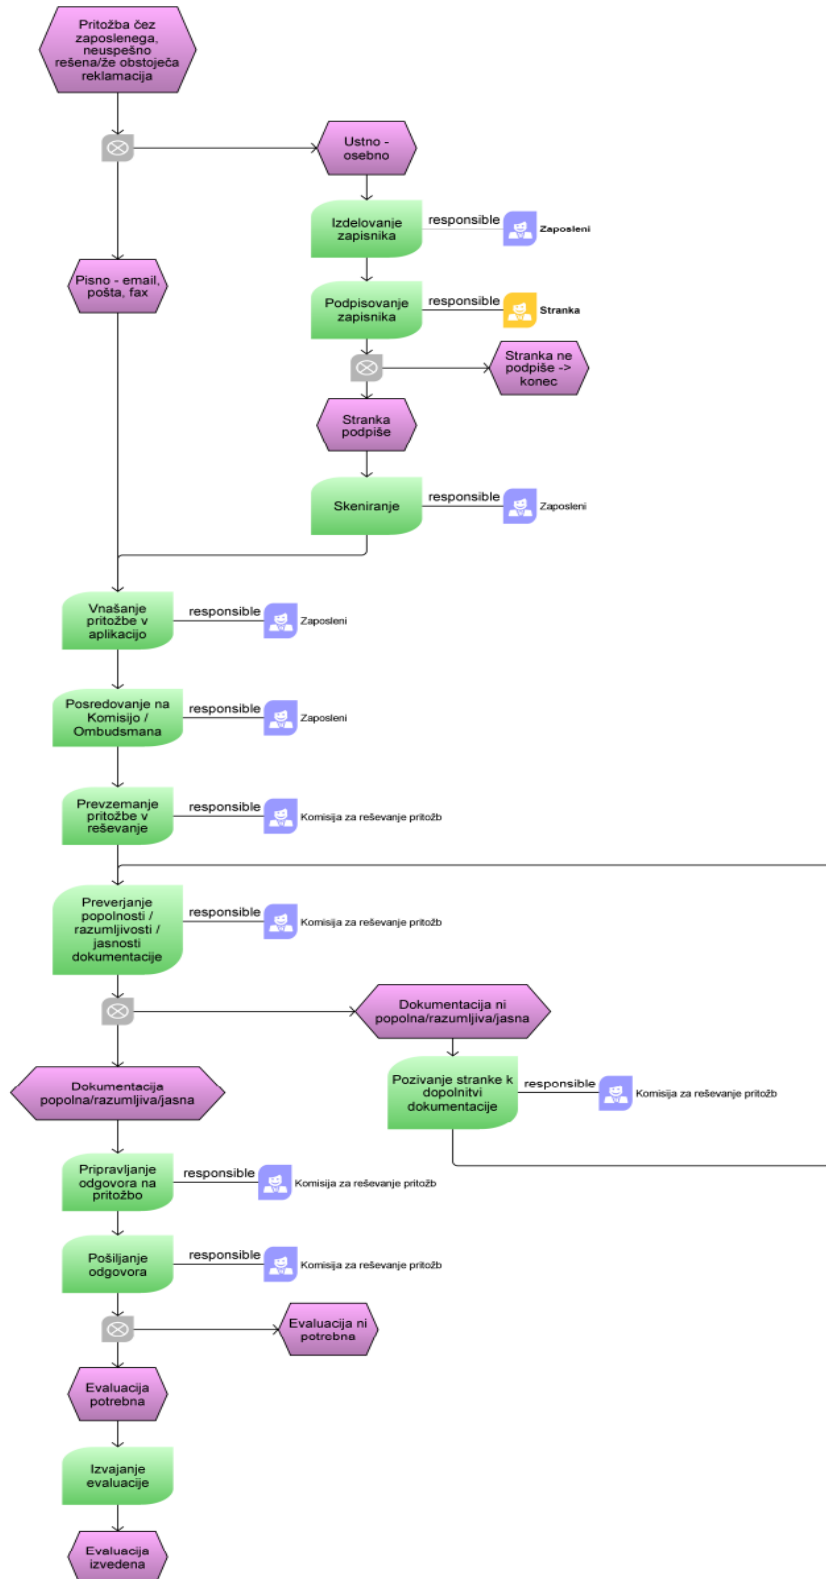 Pritožba čez
zaposlenega,
neuspešno
rešena/že obstoječa
reklamacija
Ustno -
osebno
Izdelovanje
zapisnika
responsible
Zaposleni
Pisno - email,
pošta, fax
Podpisovanje
zapisnika
responsible
Stranka
Stranka ne
podpiše ->
konec
Stranka
podpiše
Skeniranje
responsible
Zaposleni
Vnašanje
pritožbe v
aplikacijo
responsible
Zaposleni
Posredovanje na
Komisijo /
Ombudsmana
responsible
Zaposleni
Prevzemanje
pritožbe v
reševanje
responsible
Komisija za reševanje pritožb
Preverjanje
popolnosti /
razumljivosti /
jasnosti
dokumentacije
responsible
Komisija za reševanje pritožb
Dokumentacija ni
popolna/razumljiva/jasna
Dokumentacija
popolna/razumljiva/jasna
Pozivanje stranke k
dopolnitvi
dokumentacije
responsible
Komisija za reševanje pritožb
Pripravljanje
odgovora na
pritožbo
responsible
Komisija za reševanje pritožb
Pošiljanje
odgovora
responsible
Komisija za reševanje pritožb
Evaluacija ni
potrebna
Evaluacija
potrebna
Izvajanje
evaluacije
Evaluacija
izvedena